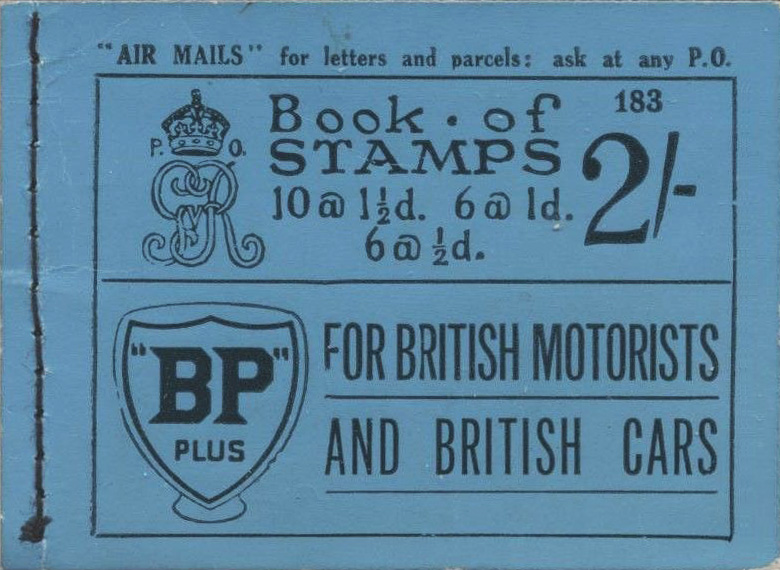 "AIR MAILS" for letters and parcels: ask at any P.O.
P. O.
GRV
Book · of
STAMPS
10 @ 1½d. 6 @ 1d.
6 @ ½d.
183
2/-
"BP"
PLUS
FOR BRITISH MOTORISTS
AND BRITISH CARS